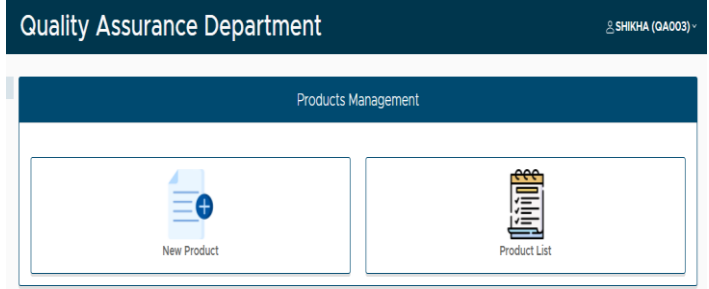 Quality Assurance Department
SHIKHA (QA003)
Products Management
New Product
Product List